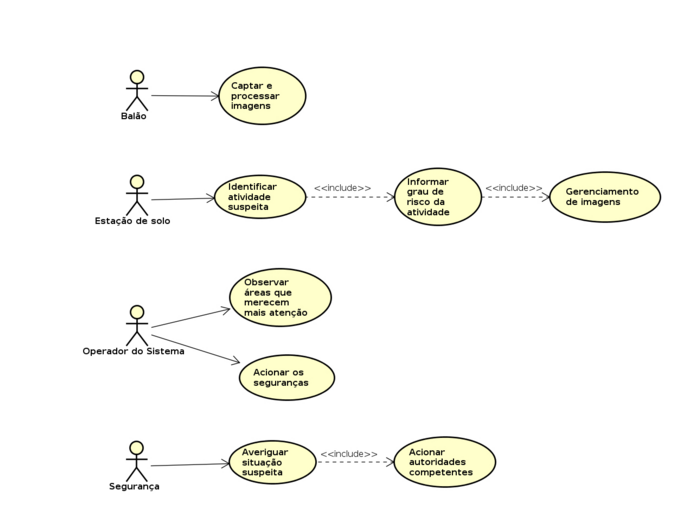 Captar e
processar
imagens
Balão
Identificar
atividade
suspeita
<<include>>
Informar
grau de
risco da
atividade
<<include>>
Gerenciamento
de imagens
Estação de solo
Observar
áreas que
merecem
mais atenção
Operador do Sistema
Acionar os
seguranças
Averiguar
situação
suspeita
<<include>>
Acionar
autoridades
competentes
Segurança